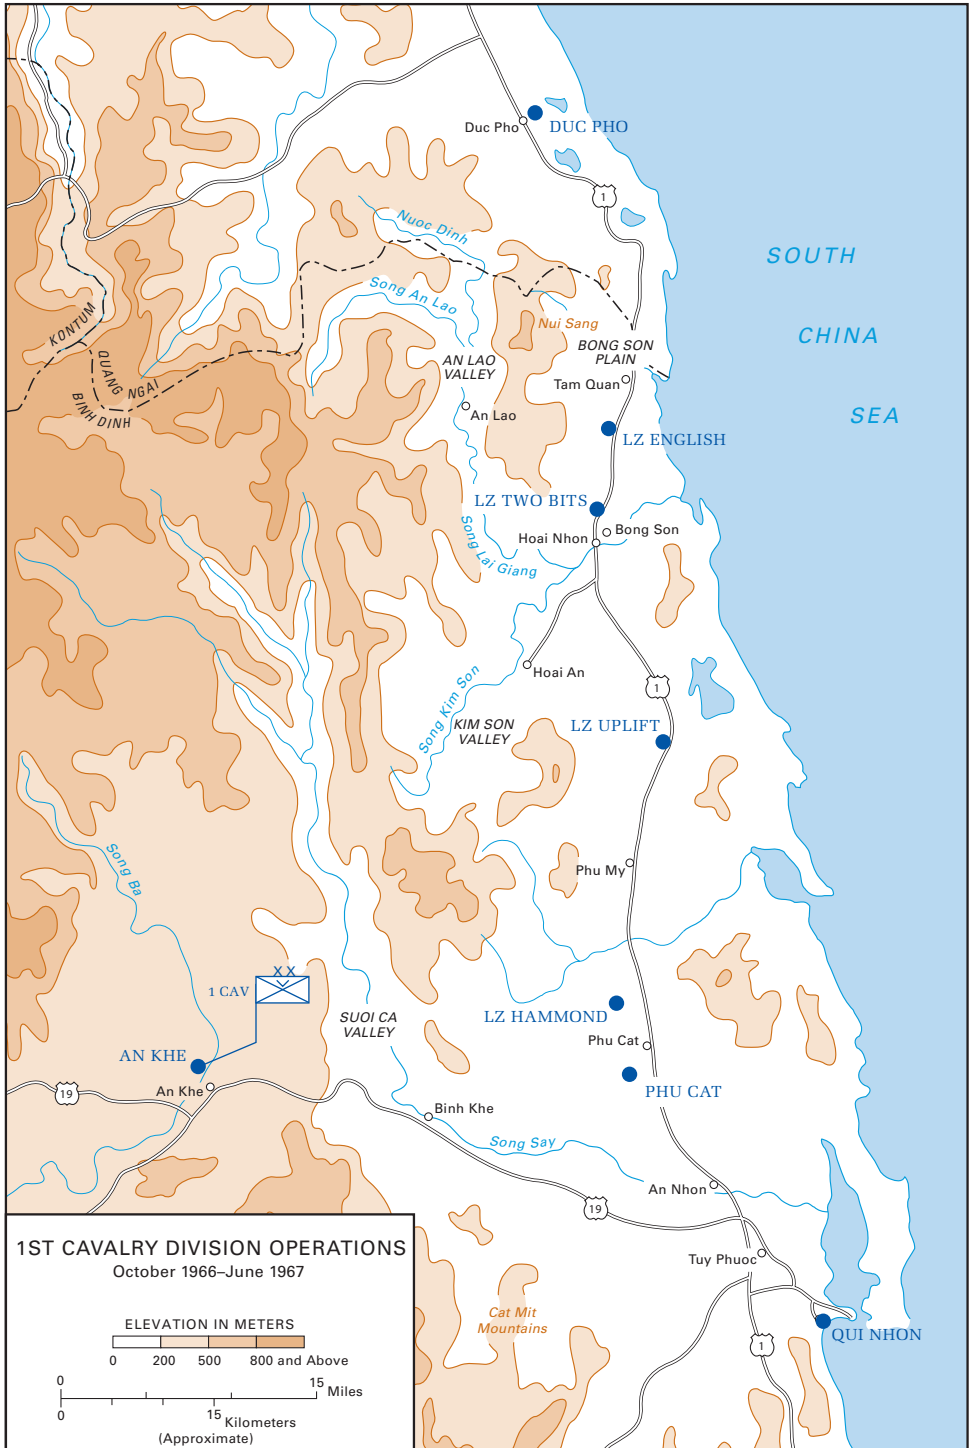 Duc Pho
DUC PHO
1
Nuoc Dinh
SOUTH
CHINA
SEA
Song An Lao
Nui Sang
KONTUM
QUANG NGAI
BINH DINH
BONG SON
PLAIN
AN LAO
VALLEY
Tam Quan
An Lao
LZ ENGLISH
LZ TWO BITS
Bong Son
Hoai Nhon
Song Lai Giang
Hoai An
1
Song Kim Son
KIM SON
VALLEY
LZ UPLIFT
Song Ba
Phu My
XX
1 CAV
SUOI CA
VALLEY
LZ HAMMOND
Phu Cat
AN KHE
An Khe
19
PHU CAT
Binh Khe
Song Say
An Nhon
19
Tuy Phuoc
Cat Mit
Mountains
QUI NHON
1
1ST CAVALRY DIVISION OPERATIONS
October 1966–June 1967
ELEVATION IN METERS
0 200 500 800 and Above
0 15 Miles
0 15 Kilometers
(Approximate)